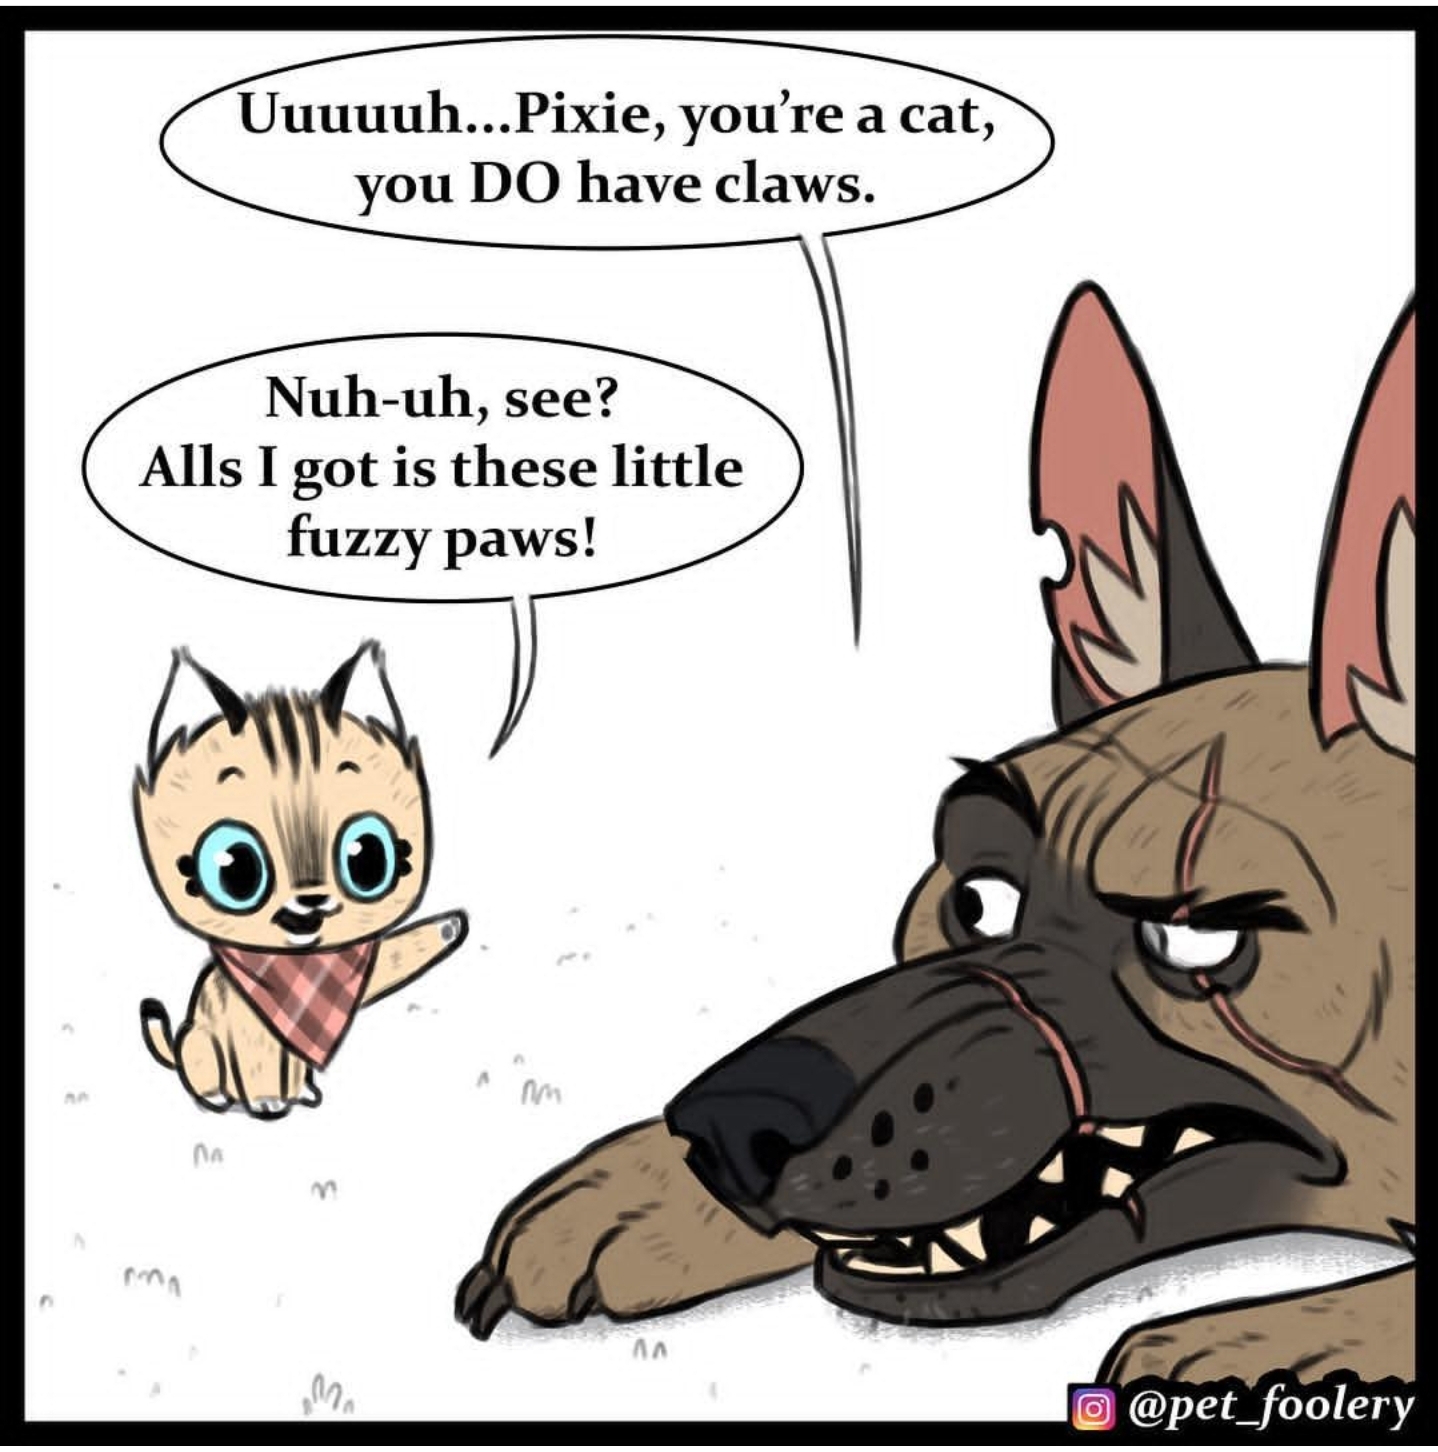 Uuuuuh...Pixie, you're a cat,
you DO have claws.
Nuh-uh, see?
Alls I got is these little
fuzzy paws!
@pet_foolery